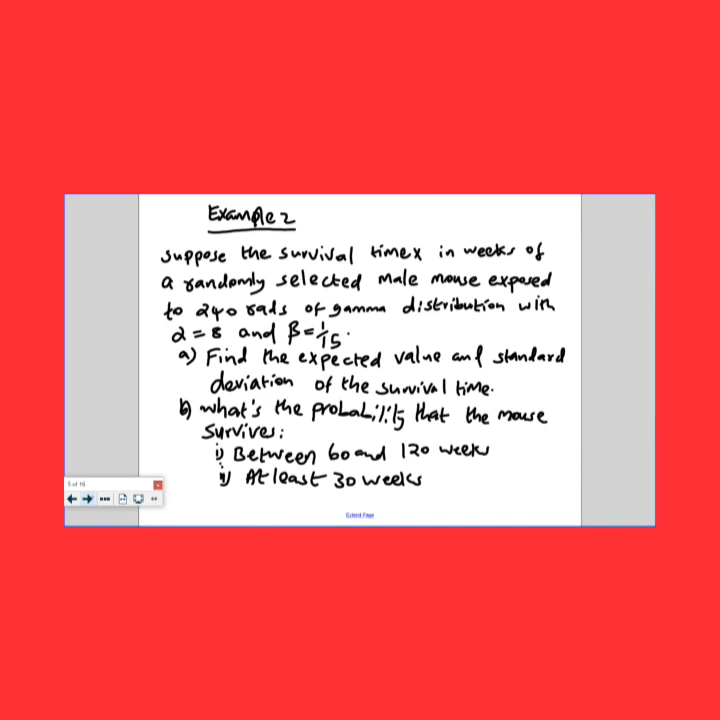 Example 2
suppose the survival time x in weeks of
a randomly selected male mouse exposed
to 240 rads of gamma distribution with
α = 8 and β = 1/15.
a) Find the expected value and standard
deviation of the survival time.
b) what's the probability that the mouse
survives:
i) Between 60 and 120 weeks
ii) At least 30 weeks
5 of 16
Extend Page